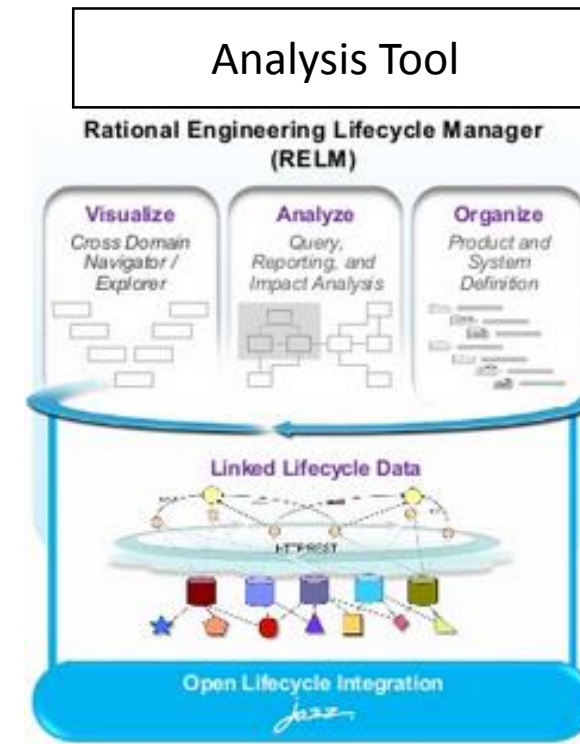 Analysis Tool
Rational Engineering Lifecycle Manager
(RELM)
Visualize
Cross Domain
Navigator /
Explorer
Analyze
Query,
Reporting, and
Impact Analysis
Organize
Product and
System
Definition
Linked Lifecycle Data
HTTP/REST
Open Lifecycle Integration
jazz